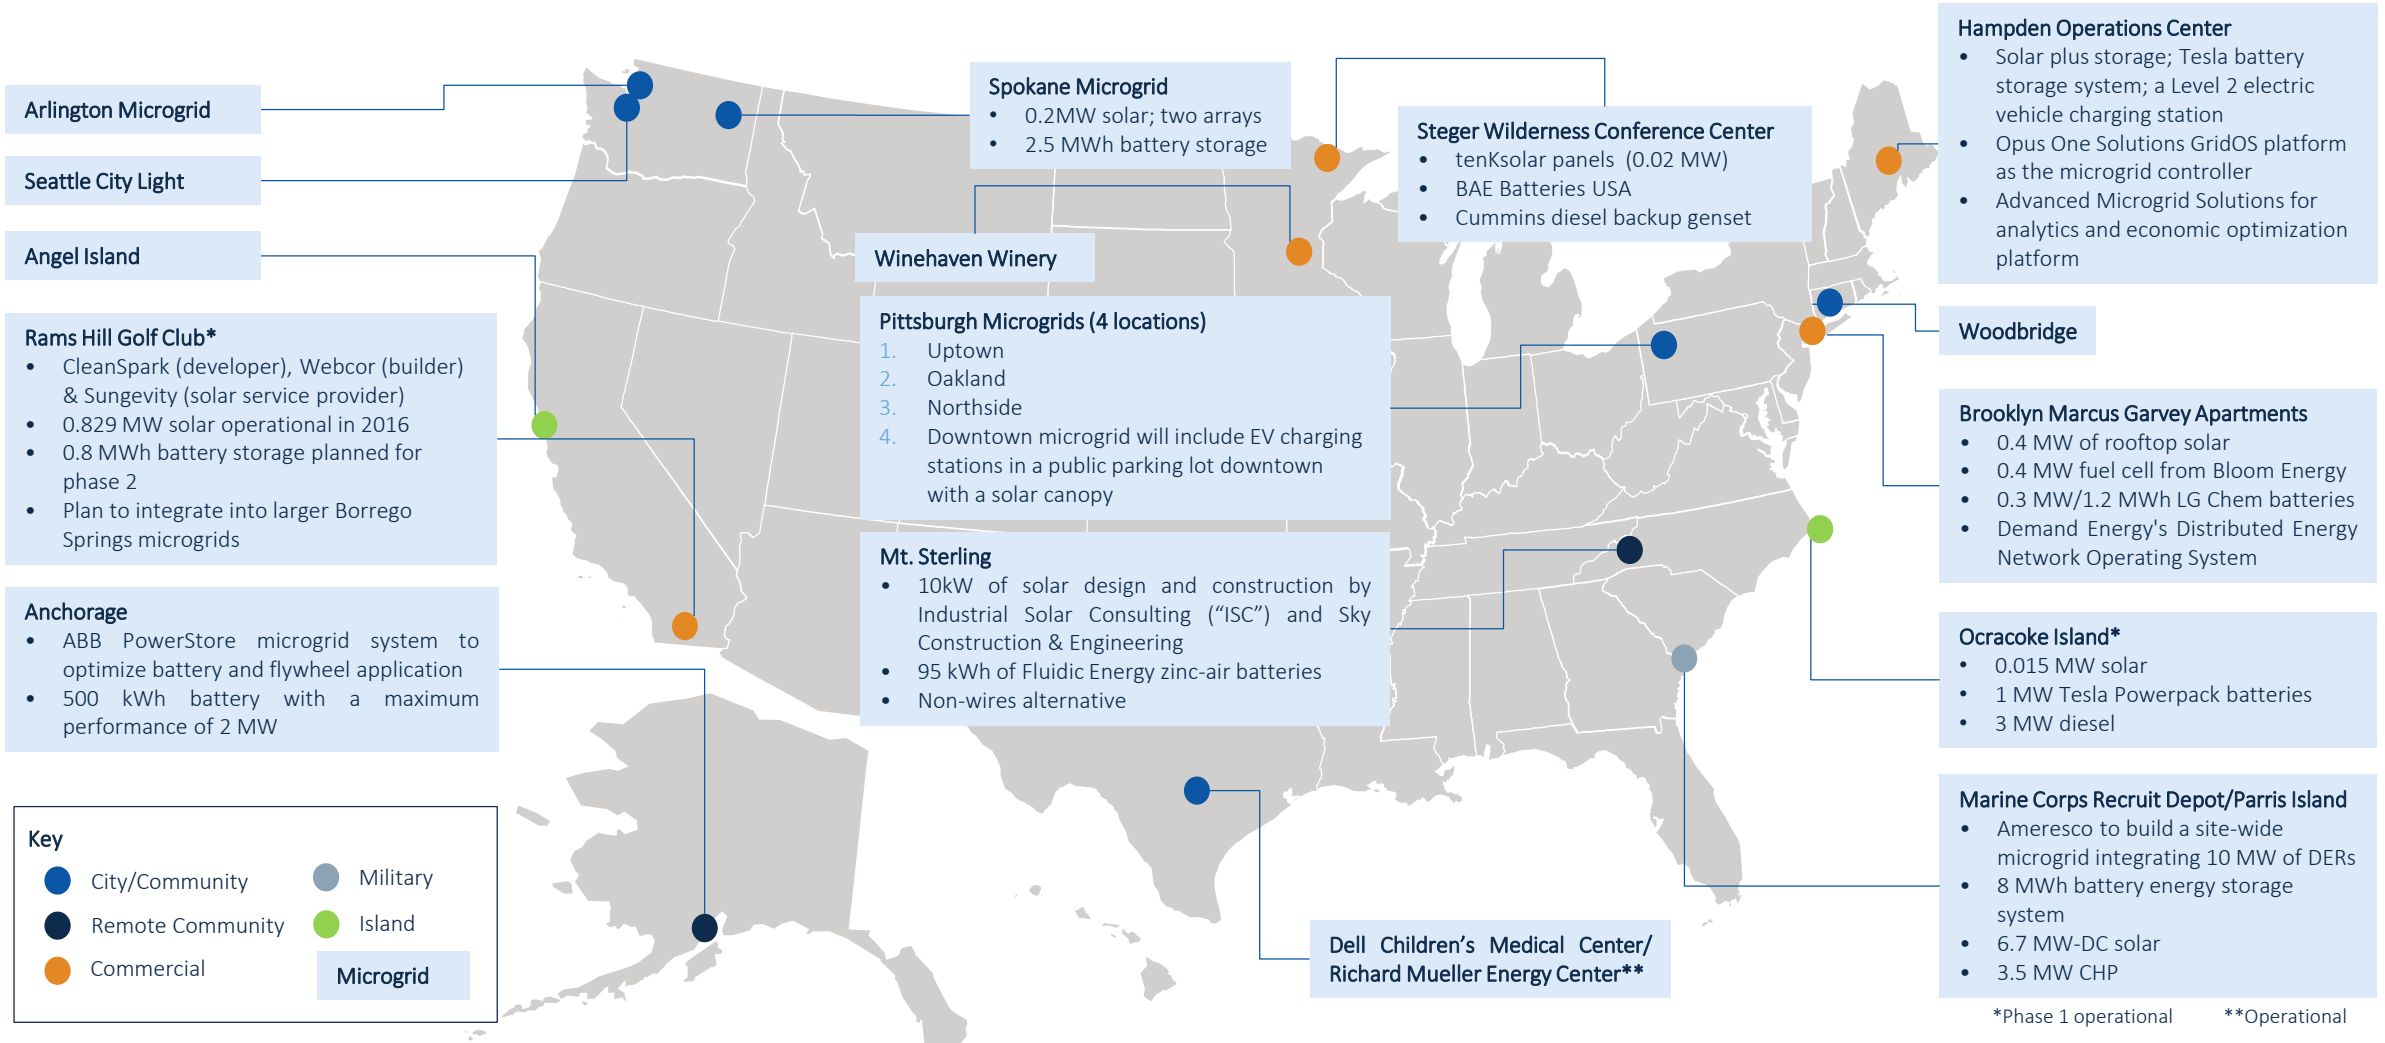 Arlington Microgrid
Seattle City Light
Angel Island
Rams Hill Golf Club*
• CleanSpark (developer), Webcor (builder)
& Sungevity (solar service provider)
• 0.829 MW solar operational in 2016
• 0.8 MWh battery storage planned for
phase 2
• Plan to integrate into larger Borrego
Springs microgrids
Anchorage
• ABB PowerStore microgrid system to
optimize battery and flywheel application
• 500 kWh battery with a maximum
performance of 2 MW
Key
City/Community
Remote Community
Commercial
Military
Island
Microgrid
Spokane Microgrid
• 0.2MW solar; two arrays
• 2.5 MWh battery storage
Winehaven Winery
Pittsburgh Microgrids (4 locations)
1. Uptown
2. Oakland
3. Northside
4. Downtown microgrid will include EV charging
stations in a public parking lot downtown
with a solar canopy
Mt. Sterling
• 10kW of solar design and construction by
Industrial Solar Consulting (“ISC”) and Sky
Construction & Engineering
• 95 kWh of Fluidic Energy zinc-air batteries
• Non-wires alternative
Steger Wilderness Conference Center
• tenKsolar panels (0.02 MW)
• BAE Batteries USA
• Cummins diesel backup genset
Dell Children’s Medical Center/
Richard Mueller Energy Center**
Hampden Operations Center
• Solar plus storage; Tesla battery
storage system; a Level 2 electric
vehicle charging station
• Opus One Solutions GridOS platform
as the microgrid controller
• Advanced Microgrid Solutions for
analytics and economic optimization
platform
Woodbridge
Brooklyn Marcus Garvey Apartments
• 0.4 MW of rooftop solar
• 0.4 MW fuel cell from Bloom Energy
• 0.3 MW/1.2 MWh LG Chem batteries
• Demand Energy's Distributed Energy
Network Operating System
Ocracoke Island*
• 0.015 MW solar
• 1 MW Tesla Powerpack batteries
• 3 MW diesel
Marine Corps Recruit Depot/Parris Island
• Ameresco to build a site-wide
microgrid integrating 10 MW of DERs
• 8 MWh battery energy storage
system
• 6.7 MW-DC solar
• 3.5 MW CHP
*Phase 1 operational **Operational